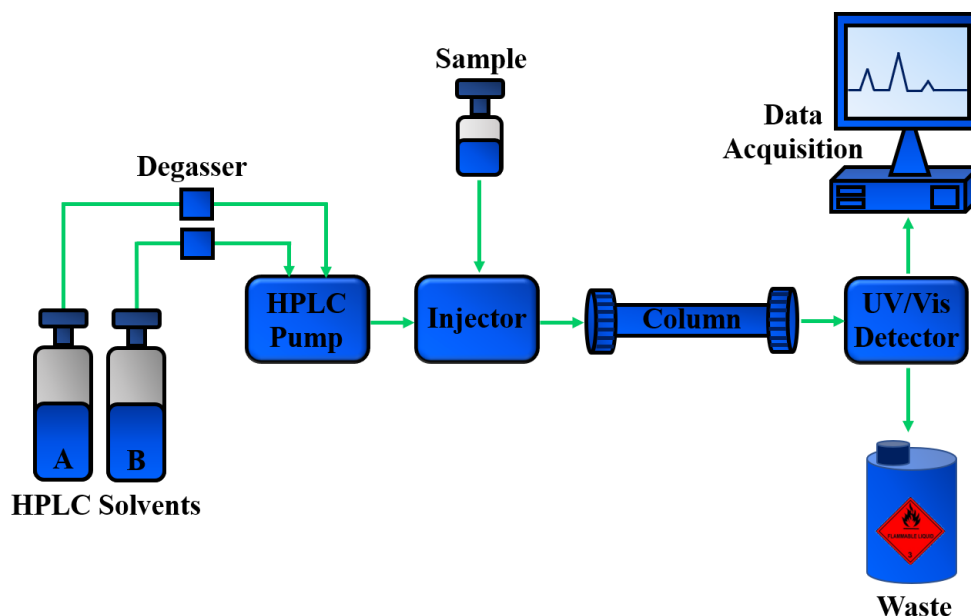 Sample
Data
Acquisition
Degasser
HPLC
Pump
Injector
Column
UV/Vis
Detector
A
B
HPLC Solvents
FLAMMABLE LIQUID
3
Waste